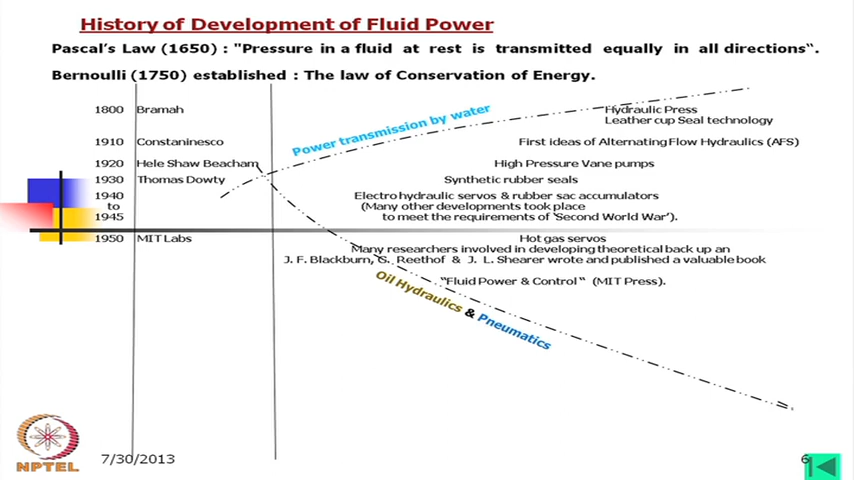 History of Development of Fluid Power
Pascal's Law (1650) : "Pressure in a fluid at rest is transmitted equally in all directions".
Bernoulli (1750) established : The law of Conservation of Energy.
1800 Bramah Hydraulic Press
Leather cup Seal technology
Power transmission by water
1910 Constaninesco First ideas of Alternating Flow Hydraulics (AFS)
1920 Hele Shaw Beacham High Pressure Vane pumps
1930 Thomas Dowty Synthetic rubber seals
1940 Electro hydraulic servos & rubber sac accumulators
to (Many other developments took place
1945 to meet the requirements of 'Second World War').
1950 MIT Labs Hot gas servos
Many researchers involved in developing theoretical back up an
J. F. Blackburn, G. Reethof & J. L. Shearer wrote and published a valuable book
"Fluid Power & Control " (MIT Press).
Oil Hydraulics & Pneumatics
NPTEL
7/30/2013
6